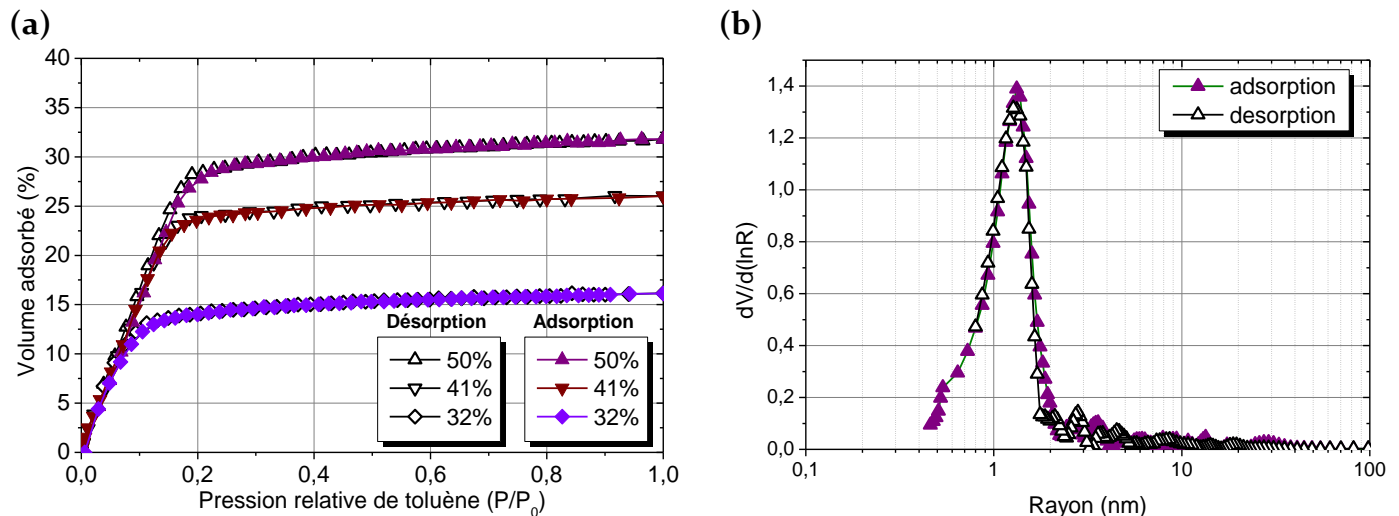 (a)
40
35
30
25
20
15
10
5
0
Volume adsorbé (%)
0,0 0,2 0,4 0,6 0,8 1,0
Pression relative de toluène (P/P0)
Désorption
50%
41%
32%
Adsorption
50%
41%
32%
(b)
1,4
1,2
1,0
0,8
0,6
0,4
0,2
0,0
dV/d(lnR)
0,1 1 10 100
Rayon (nm)
adsorption
desorption